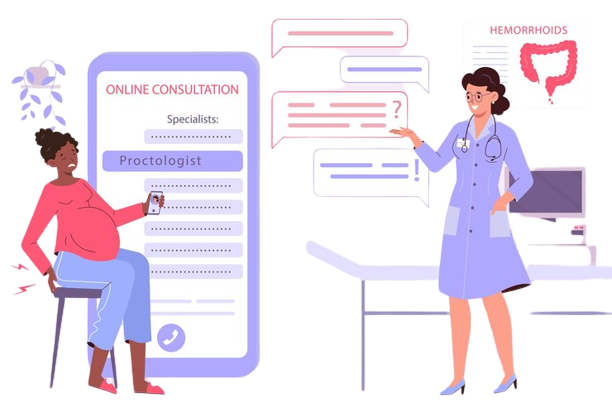 HEMORRHOIDS
ONLINE CONSULTATION
Specialists:
Proctologist
?
!